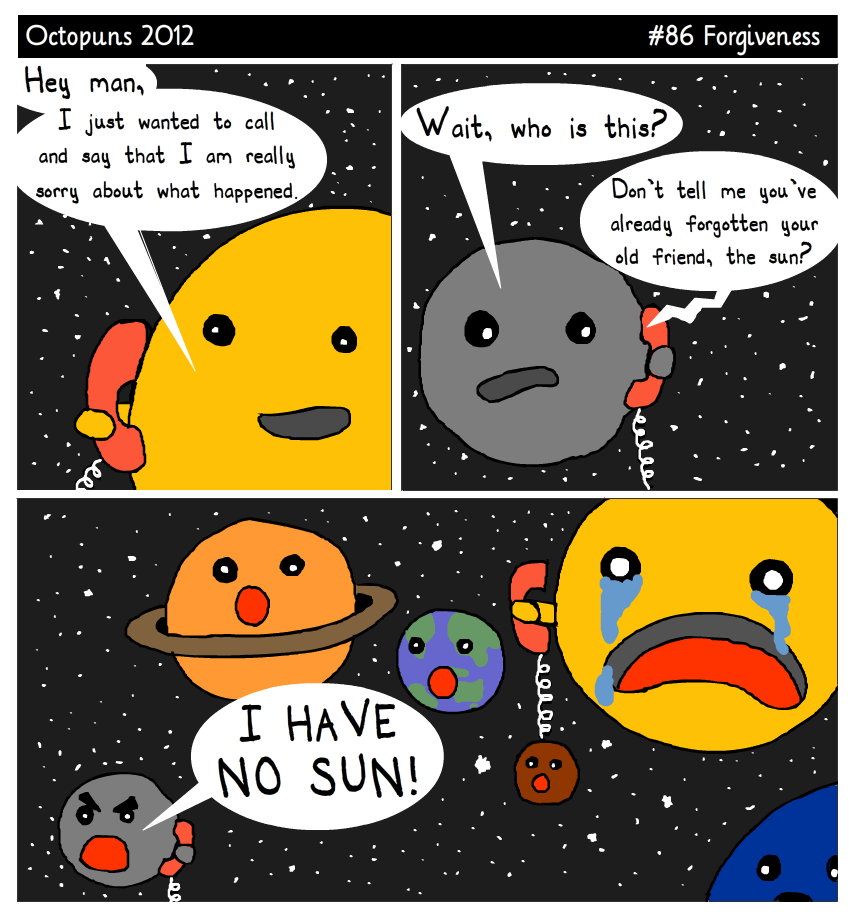 Octopuns 2012
#86 Forgiveness
Hey man,
I just wanted to call
and say that I am really
sorry about what happened.
Wait, who is this?
Don't tell me you've
already forgotten your
old friend, the sun?
I HAVE
NO SUN!